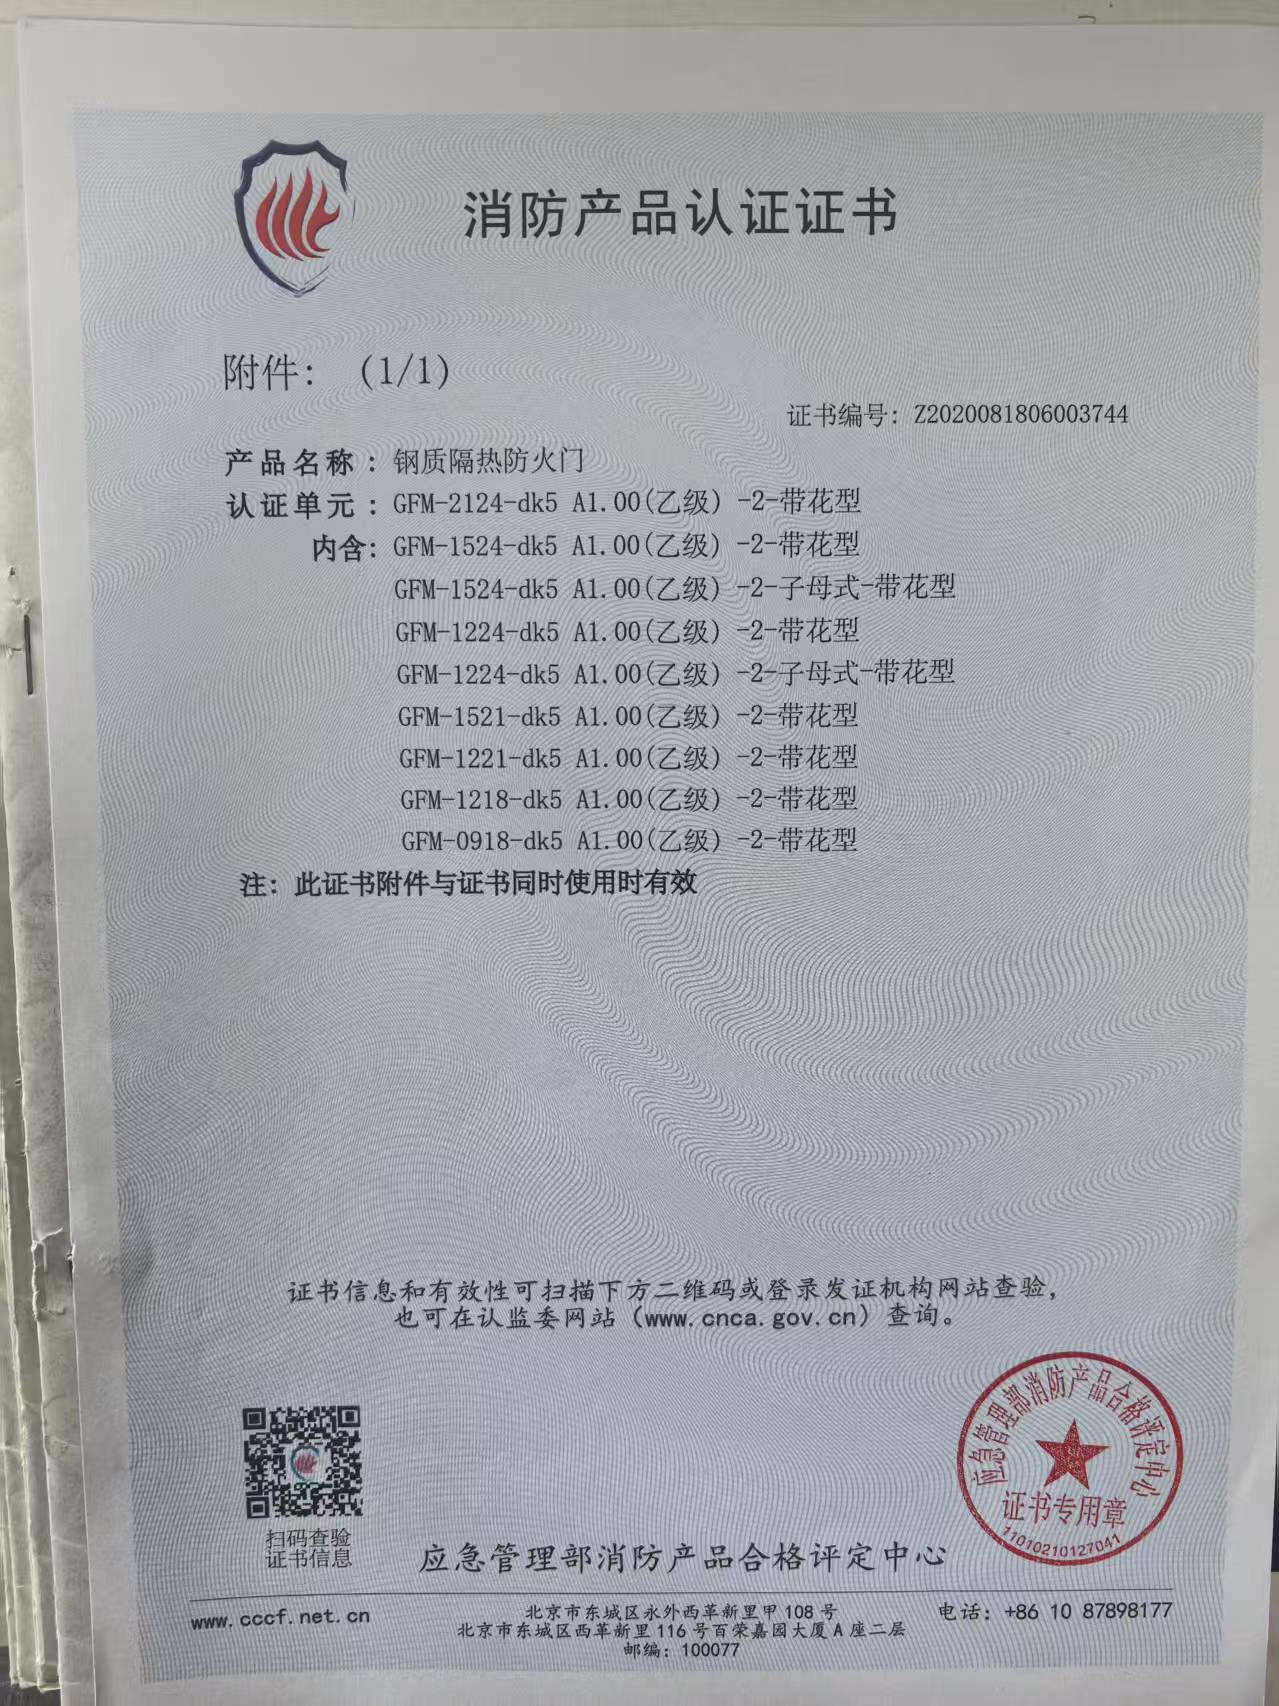 消防产品认证证书
附件： (1/1)
证书编号：Z2020081806003744
产品名称：钢质隔热防火门
认证单元：GFM-2124-dk5 A1.00(乙级) -2-带花型
内含：GFM-1524-dk5 A1.00(乙级) -2-带花型
GFM-1524-dk5 A1.00(乙级) -2-子母式-带花型
GFM-1224-dk5 A1.00(乙级) -2-带花型
GFM-1224-dk5 A1.00(乙级) -2-子母式-带花型
GFM-1521-dk5 A1.00(乙级) -2-带花型
GFM-1221-dk5 A1.00(乙级) -2-带花型
GFM-1218-dk5 A1.00(乙级) -2-带花型
GFM-0918-dk5 A1.00(乙级) -2-带花型
注：此证书附件与证书同时使用时有效
证书信息和有效性可扫描下方二维码或登录发证机构网站查验，
也可在认监委网站（www.cnca.gov.cn）查询。
应急管理部消防产品合格评定中心
证书专用章
11010210127041
扫码查验
证书信息
应急管理部消防产品合格评定中心
www.cccf.net.cn
北京市东城区永外西革新里甲 108 号
北京市东城区西革新里 116 号百荣嘉园大厦 A 座二层
邮编：100077
电话：+86 10 87898177